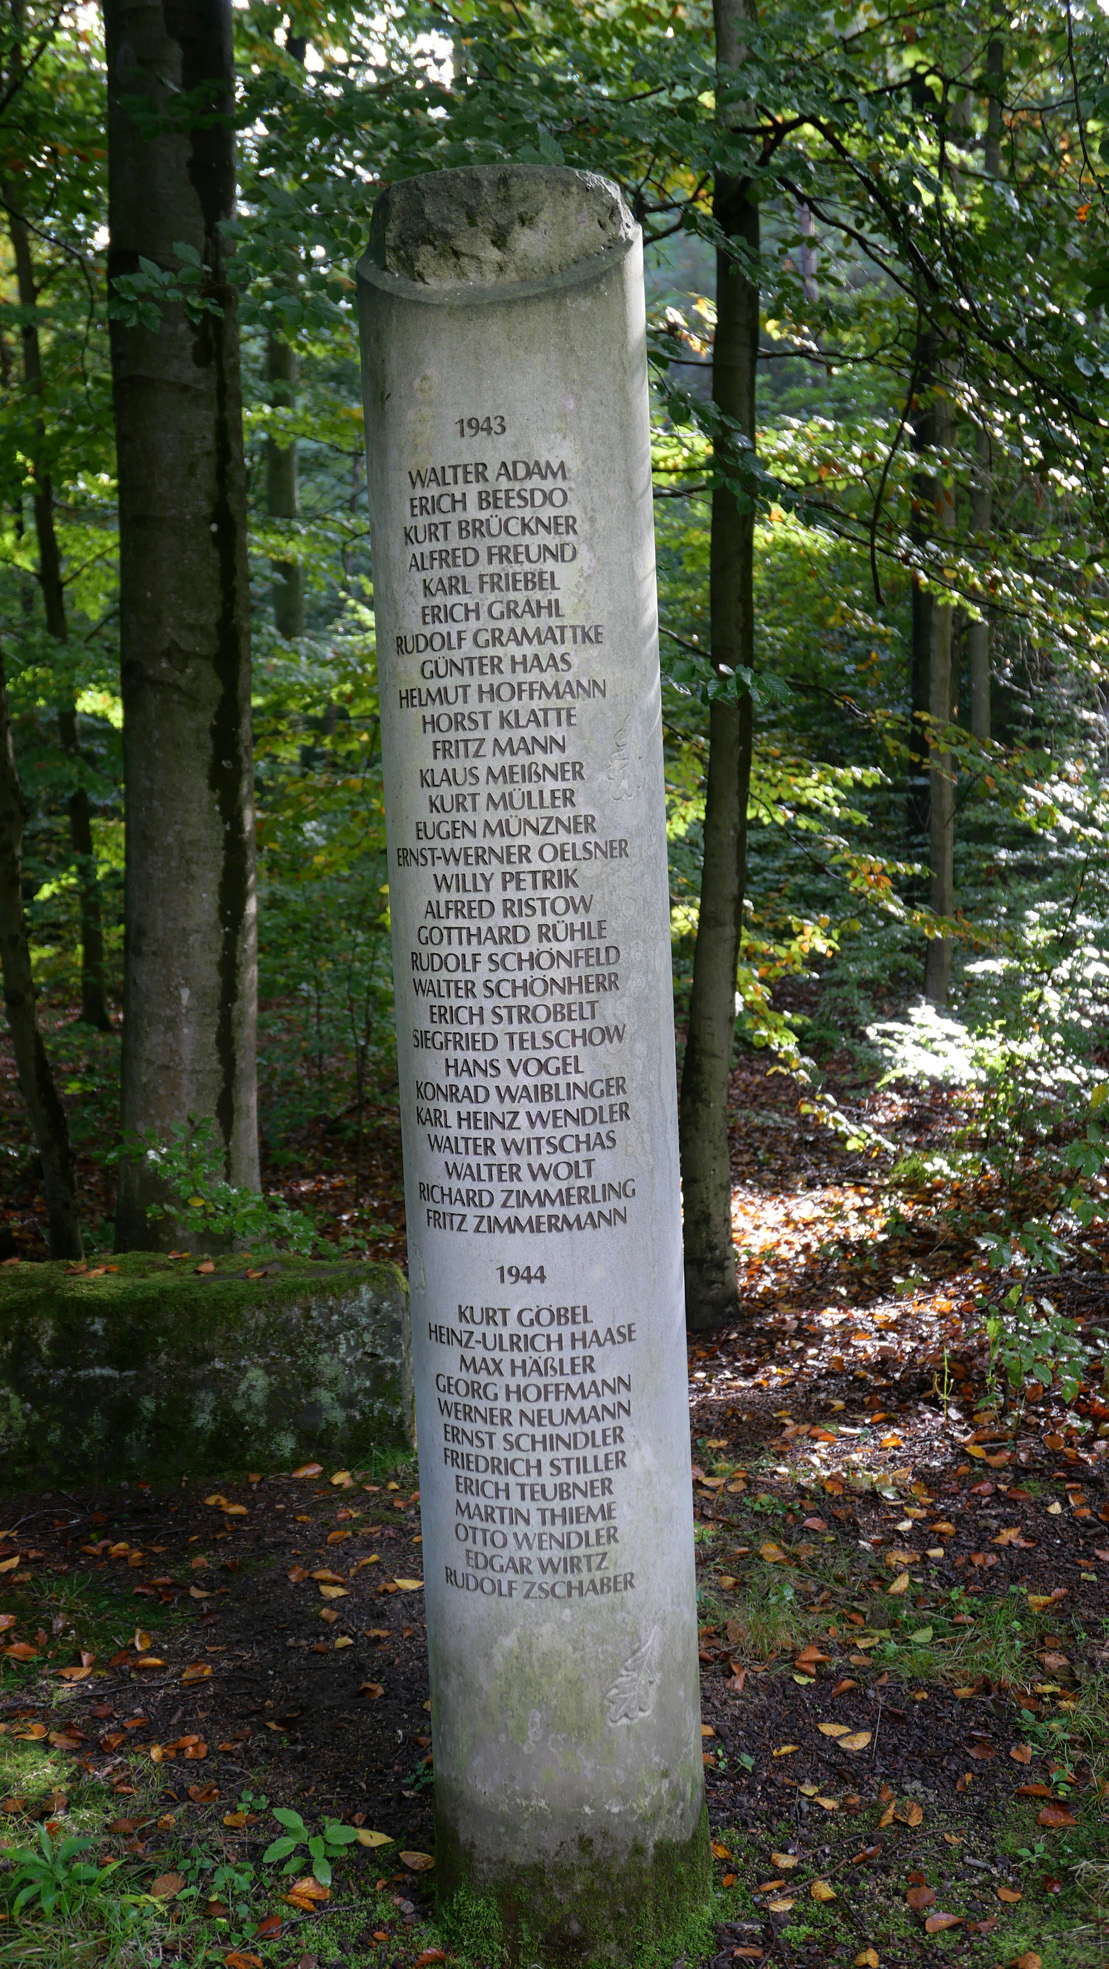 1943
WALTER ADAM
ERICH BEESDO
KURT BRÜCKNER
ALFRED FREUND
KARL FRIEBEL
ERICH GRAHL
RUDOLF GRAMATTKE
GÜNTER HAAS
HELMUT HOFFMANN
HORST KLATTE
FRITZ MANN
KLAUS MEIßNER
KURT MÜLLER
EUGEN MÜNZNER
ERNST-WERNER OELSNER
WILLY PETRIK
ALFRED RISTOW
GOTTHARD RÜHLE
RUDOLF SCHÖNFELD
WALTER SCHÖNHERR
ERICH STROBELT
SIEGFRIED TELSCHOW
HANS VOGEL
KONRAD WAIBLINGER
KARL HEINZ WENDLER
WALTER WITSCHAS
WALTER WOLT
RICHARD ZIMMERLING
FRITZ ZIMMERMANN
1944
KURT GÖBEL
HEINZ-ULRICH HAASE
MAX HÄßLER
GEORG HOFFMANN
WERNER NEUMANN
ERNST SCHINDLER
FRIEDRICH STILLER
ERICH TEUBNER
MARTIN THIEME
OTTO WENDLER
EDGAR WIRTZ
RUDOLF ZSCHABER